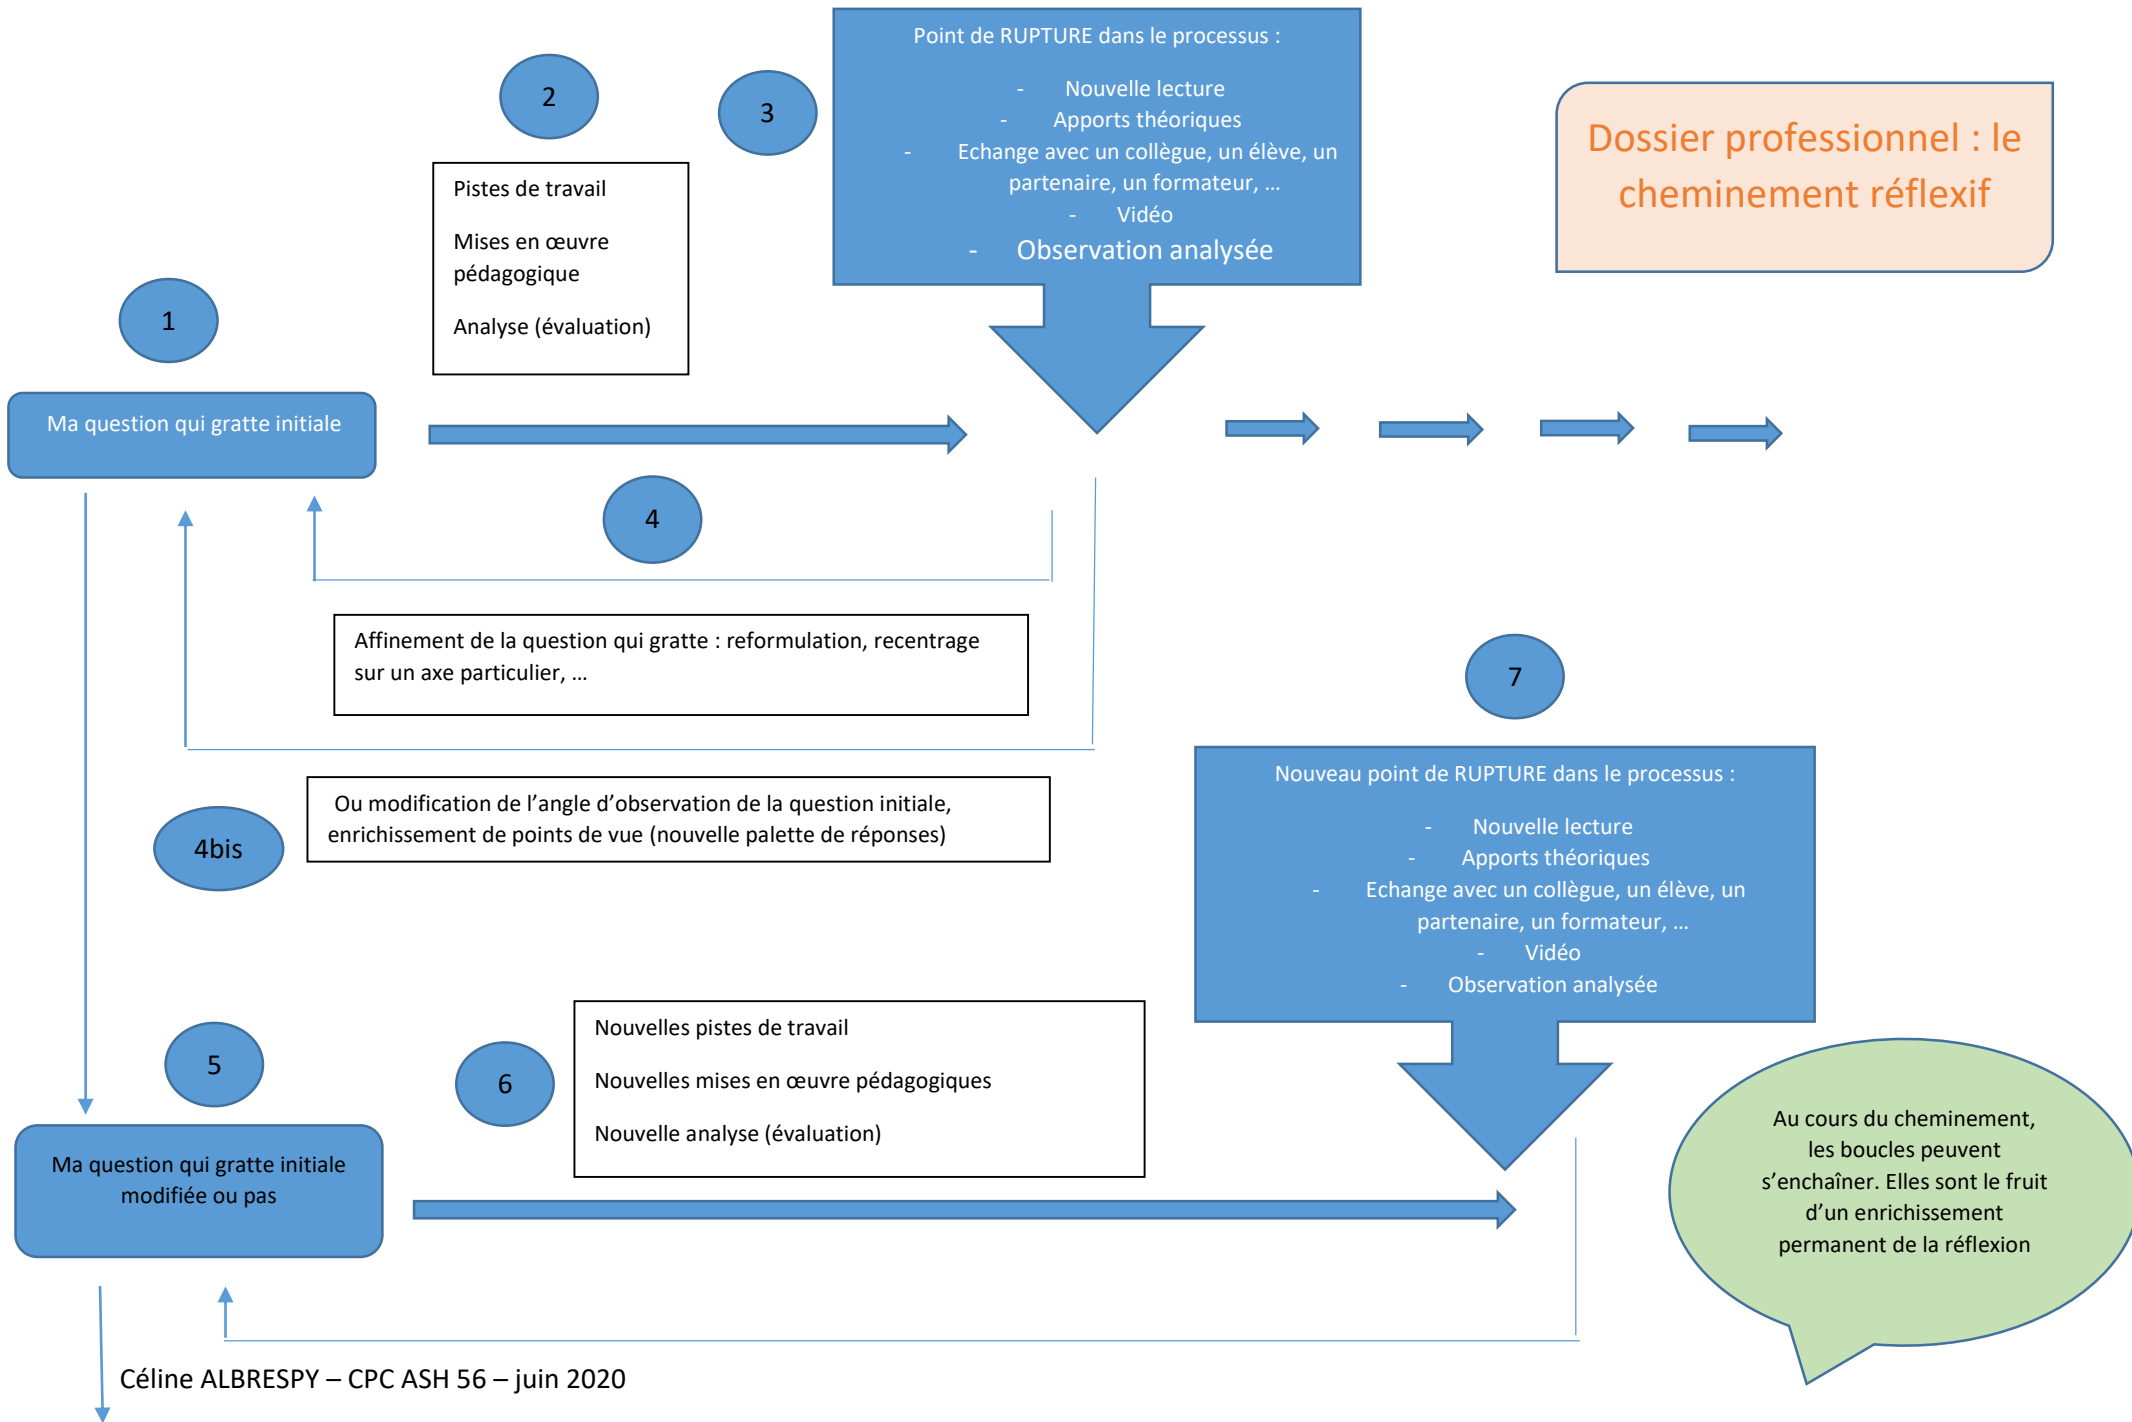 Point de RUPTURE dans le processus :
- Nouvelle lecture
- Apports théoriques
- Echange avec un collègue, un élève, un
partenaire, un formateur, …
- Vidéo
- Observation analysée
Dossier professionnel : le
cheminement réflexif
2
3
Pistes de travail
Mises en œuvre
pédagogique
Analyse (évaluation)
1
Ma question qui gratte initiale
4
Affinement de la question qui gratte : reformulation, recentrage
sur un axe particulier, …
4bis
Ou modification de l’angle d’observation de la question initiale,
enrichissement de points de vue (nouvelle palette de réponses)
7
Nouveau point de RUPTURE dans le processus :
- Nouvelle lecture
- Apports théoriques
- Echange avec un collègue, un élève, un
partenaire, un formateur, …
- Vidéo
- Observation analysée
5
Ma question qui gratte initiale
modifiée ou pas
6
Nouvelles pistes de travail
Nouvelles mises en œuvre pédagogiques
Nouvelle analyse (évaluation)
Au cours du cheminement,
les boucles peuvent
s’enchaîner. Elles sont le fruit
d’un enrichissement
permanent de la réflexion
Céline ALBRESPY – CPC ASH 56 – juin 2020